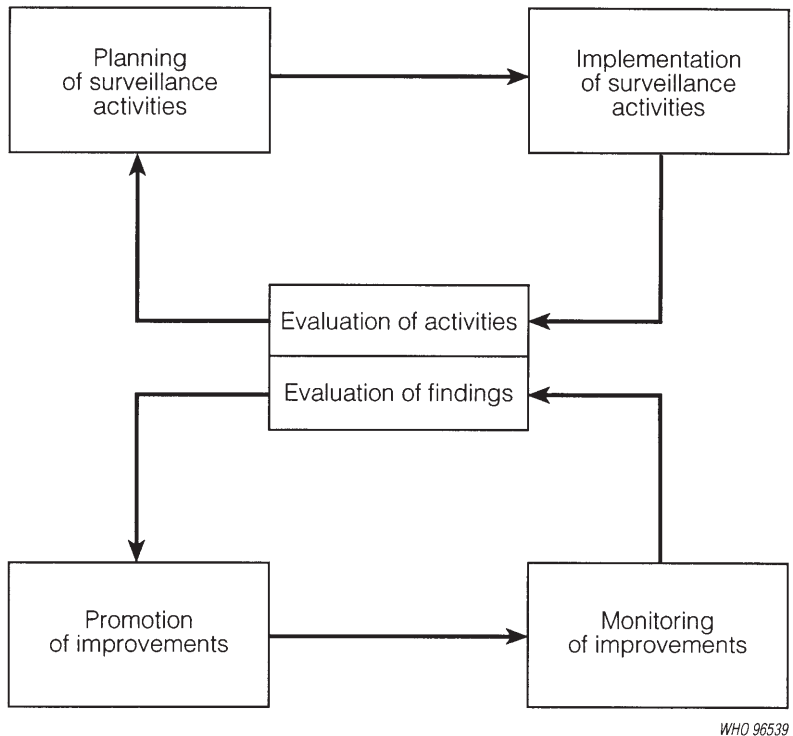 Planning
of surveillance
activities
Implementation
of surveillance
activities
Evaluation of activities
Evaluation of findings
Promotion
of improvements
Monitoring
of improvements
WHO 96539